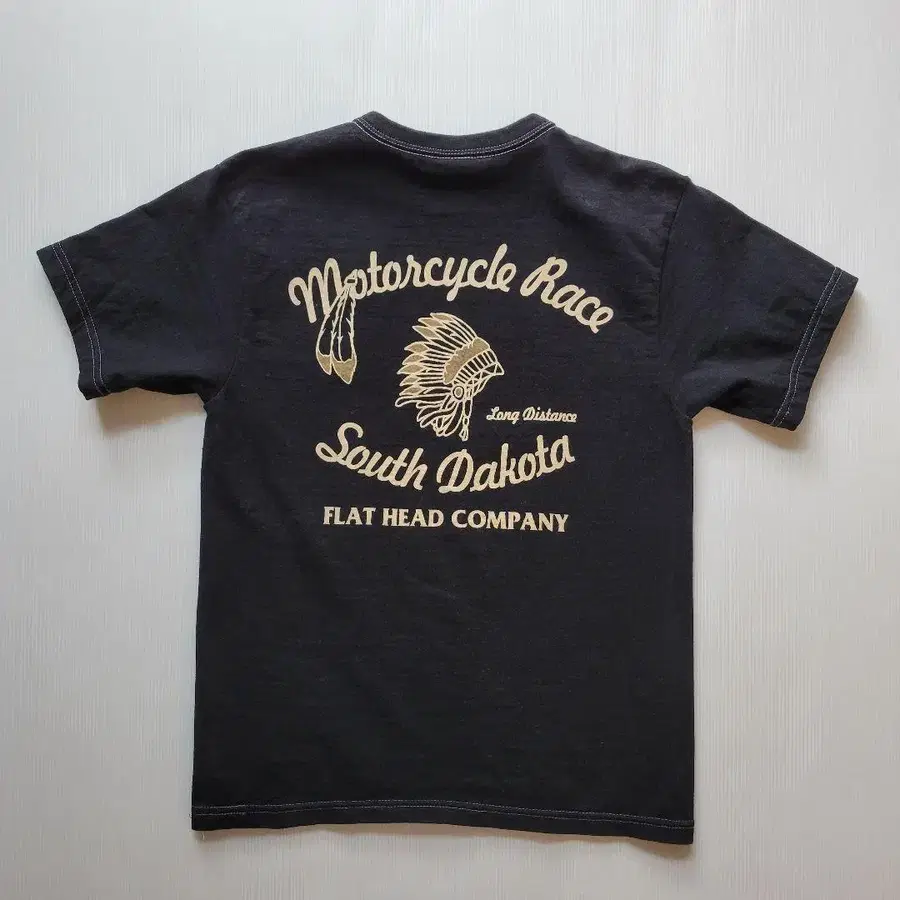 Motorcycle Race
Long Distance
South Dakota
FLAT HEAD COMPANY